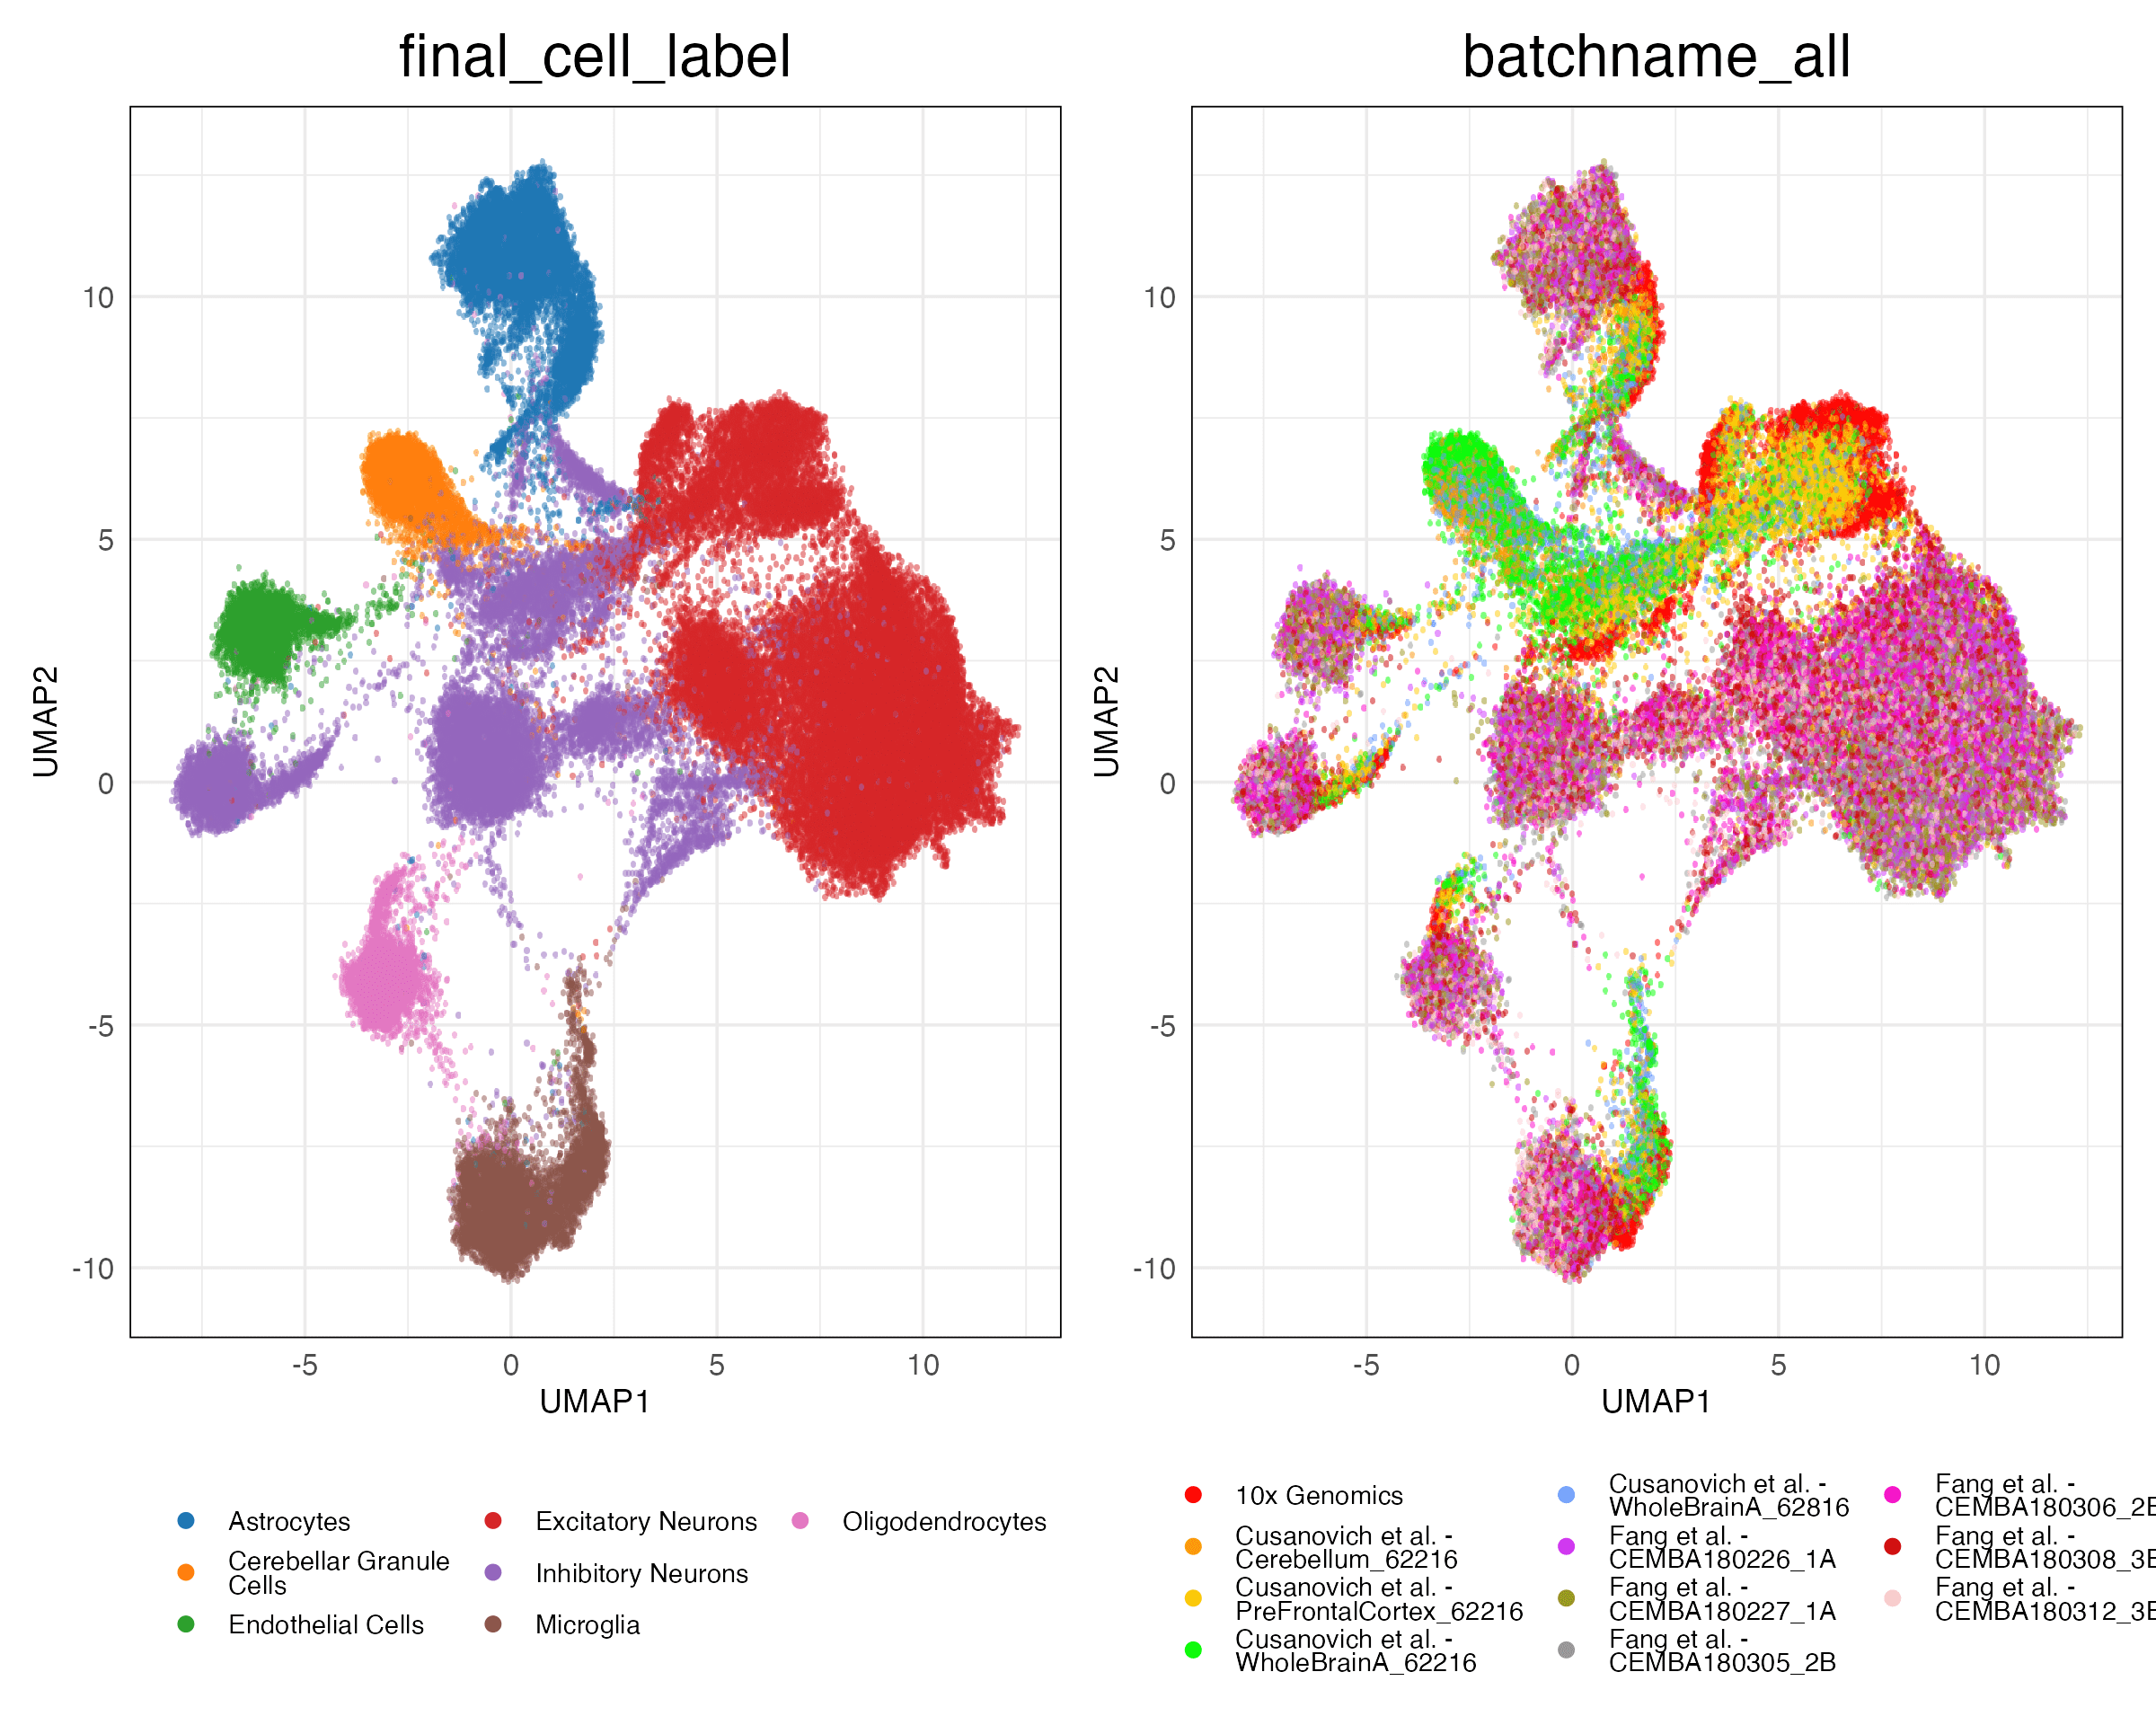 final_cell_label
batchname_all
UMAP2
10
5
0
-5
-10
-5
0
5
10
UMAP1
UMAP2
10
5
0
-5
-10
-5
0
5
10
UMAP1
Astrocytes
Cerebellar Granule
Cells
Endothelial Cells
Excitatory Neurons
Inhibitory Neurons
Microglia
Oligodendrocytes
10x Genomics
Cusanovich et al. -
Cerebellum_62216
Cusanovich et al. -
PreFrontalCortex_62216
Cusanovich et al. -
WholeBrainA_62216
Cusanovich et al. -
WholeBrainA_62816
Fang et al. -
CEMBA180226_1A
Fang et al. -
CEMBA180227_1A
Fang et al. -
CEMBA180305_2B
Fang et al. -
CEMBA180306_2
Fang et al. -
CEMBA180308_3
Fang et al. -
CEMBA180312_3